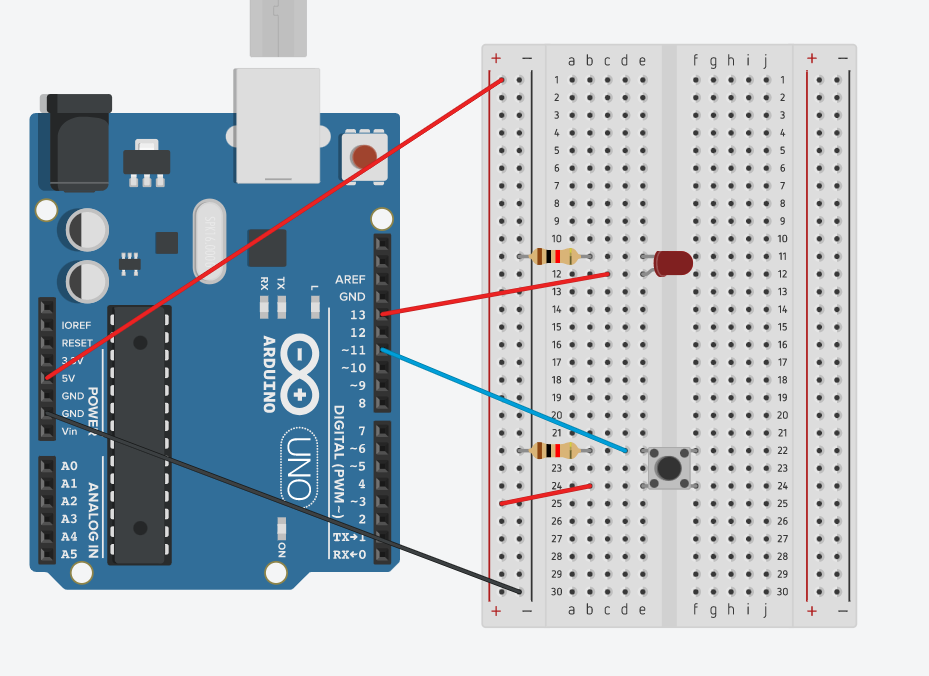 AREF
GND
RX
TX
L
13
12
~11
~10
~9
8
IOREF
RESET
3.3V
5V
GND
GND
Vin
POWER
ARDUINO
UNO
DIGITAL (PWM~)
7
~6
~5
4
~3
2
TX→1
RX←0
A0
A1
A2
A3
A4
A5
ANALOG IN
ON
+ − a b c d e f g h i j + −
1 1
2 2
3 3
4 4
5 5
6 6
7 7
8 8
9 9
10 10
11
12 12
13 13
14 14
15 15
16 16
17 17
18 18
19 19
20 20
21 21
22
23 23
24 24
25 25
26 26
27 27
28 28
29 29
30 30
+ − a b c d e f g h i j + −